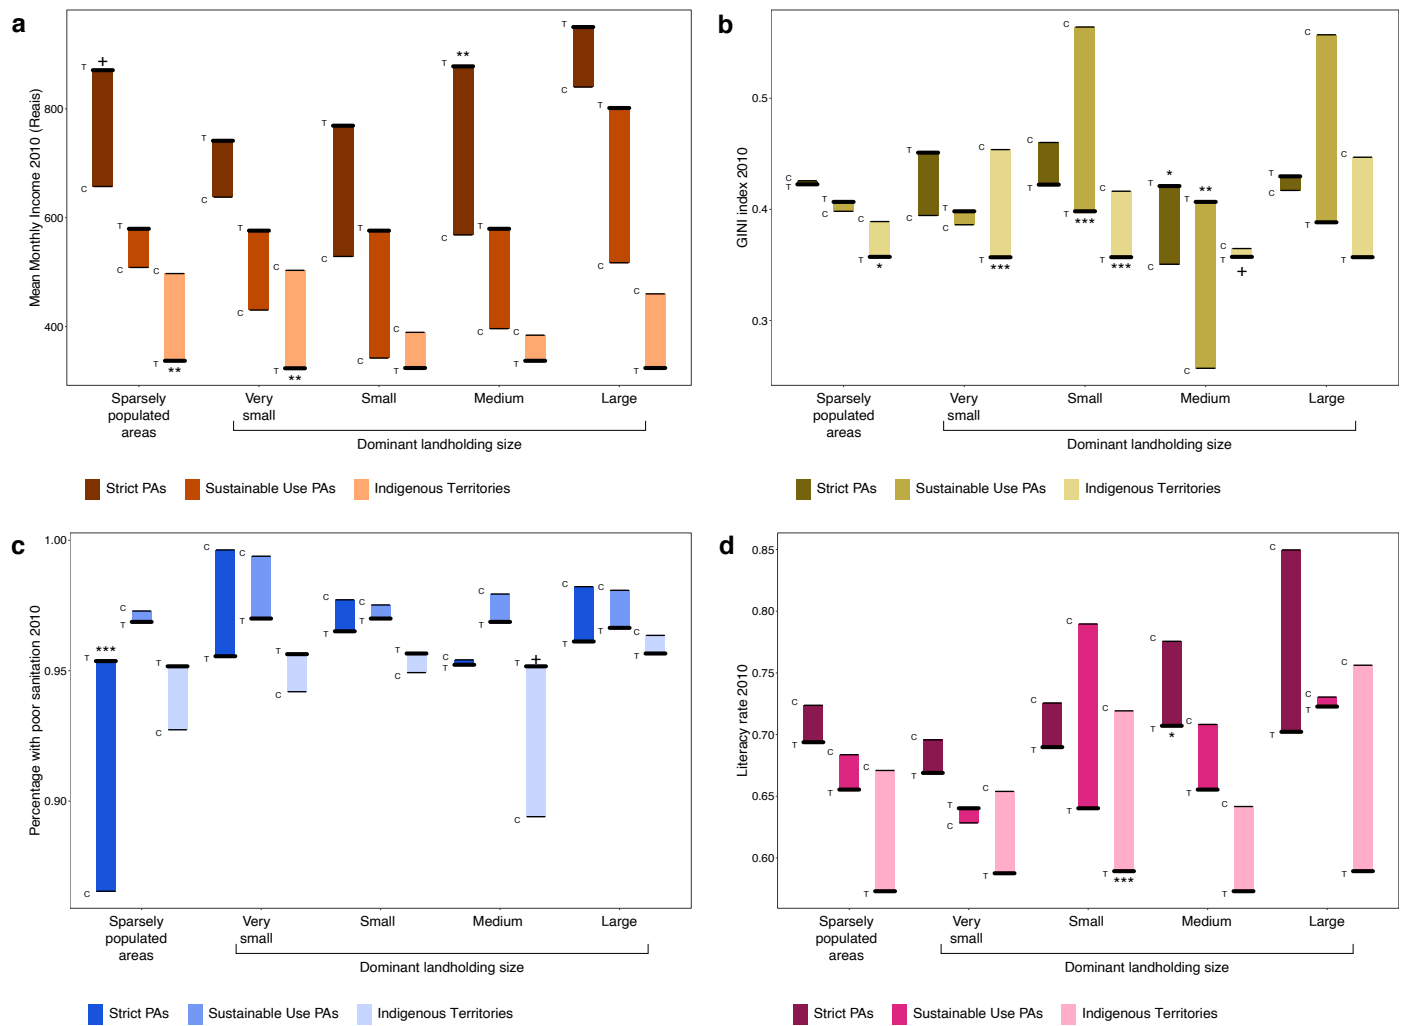 a
Mean Monthly Income 2010 (Reais)
800
600
400
T + C T C C T **
T C T C C T **
T C T C C T
T ** C T C C T
T C T C C T
Sparsely populated areas
Very small
Small
Medium
Large
Dominant landholding size
Strict PAs Sustainable Use PAs Indigenous Territories
b
GINI index 2010
0.5
0.4
0.3
C T T C C T *
T C T C C T ***
C T C T *** C T ***
T * C T ** C C T +
T C C T C T
Sparsely populated areas
Very small
Small
Medium
Large
Dominant landholding size
Strict PAs Sustainable Use PAs Indigenous Territories
c
Percentage with poor sanitation 2010
1.00
0.95
0.90
T *** C C T T C
C T C T T C
C T C T T C
C T C T T + C
C T C T C T
Sparsely populated areas
Very small
Small
Medium
Large
Dominant landholding size
Strict PAs Sustainable Use PAs Indigenous Territories
d
Literacy rate 2010
0.85
0.80
0.75
0.70
0.65
0.60
C T C T C T
C T T C C T
C T C T C T ***
C T * C T C T
C T C T C T
Sparsely populated areas
Very small
Small
Medium
Large
Dominant landholding size
Strict PAs Sustainable Use PAs Indigenous Territories